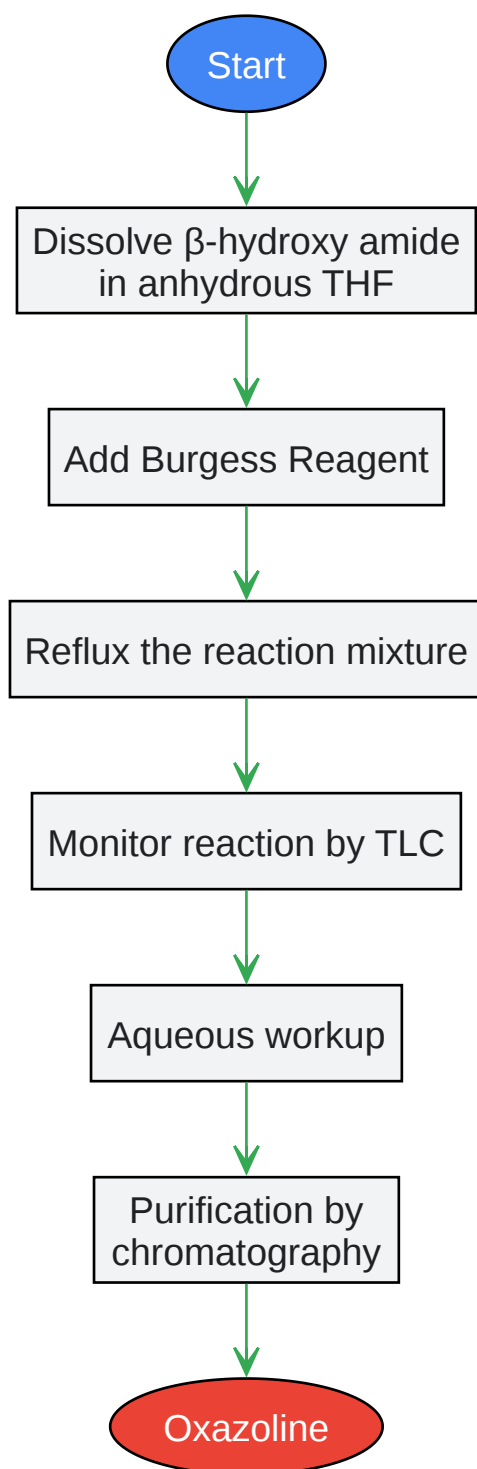 Start
Dissolve β-hydroxy amide
in anhydrous THF
Add Burgess Reagent
Reflux the reaction mixture
Monitor reaction by TLC
Aqueous workup
Purification by
chromatography
Oxazoline